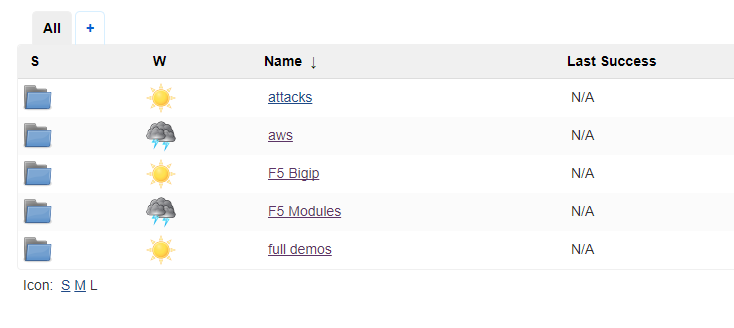 All +
S W Name ↓ Last Success
attacks N/A
aws N/A
F5 Bigip N/A
F5 Modules N/A
full demos N/A
Icon: S M L